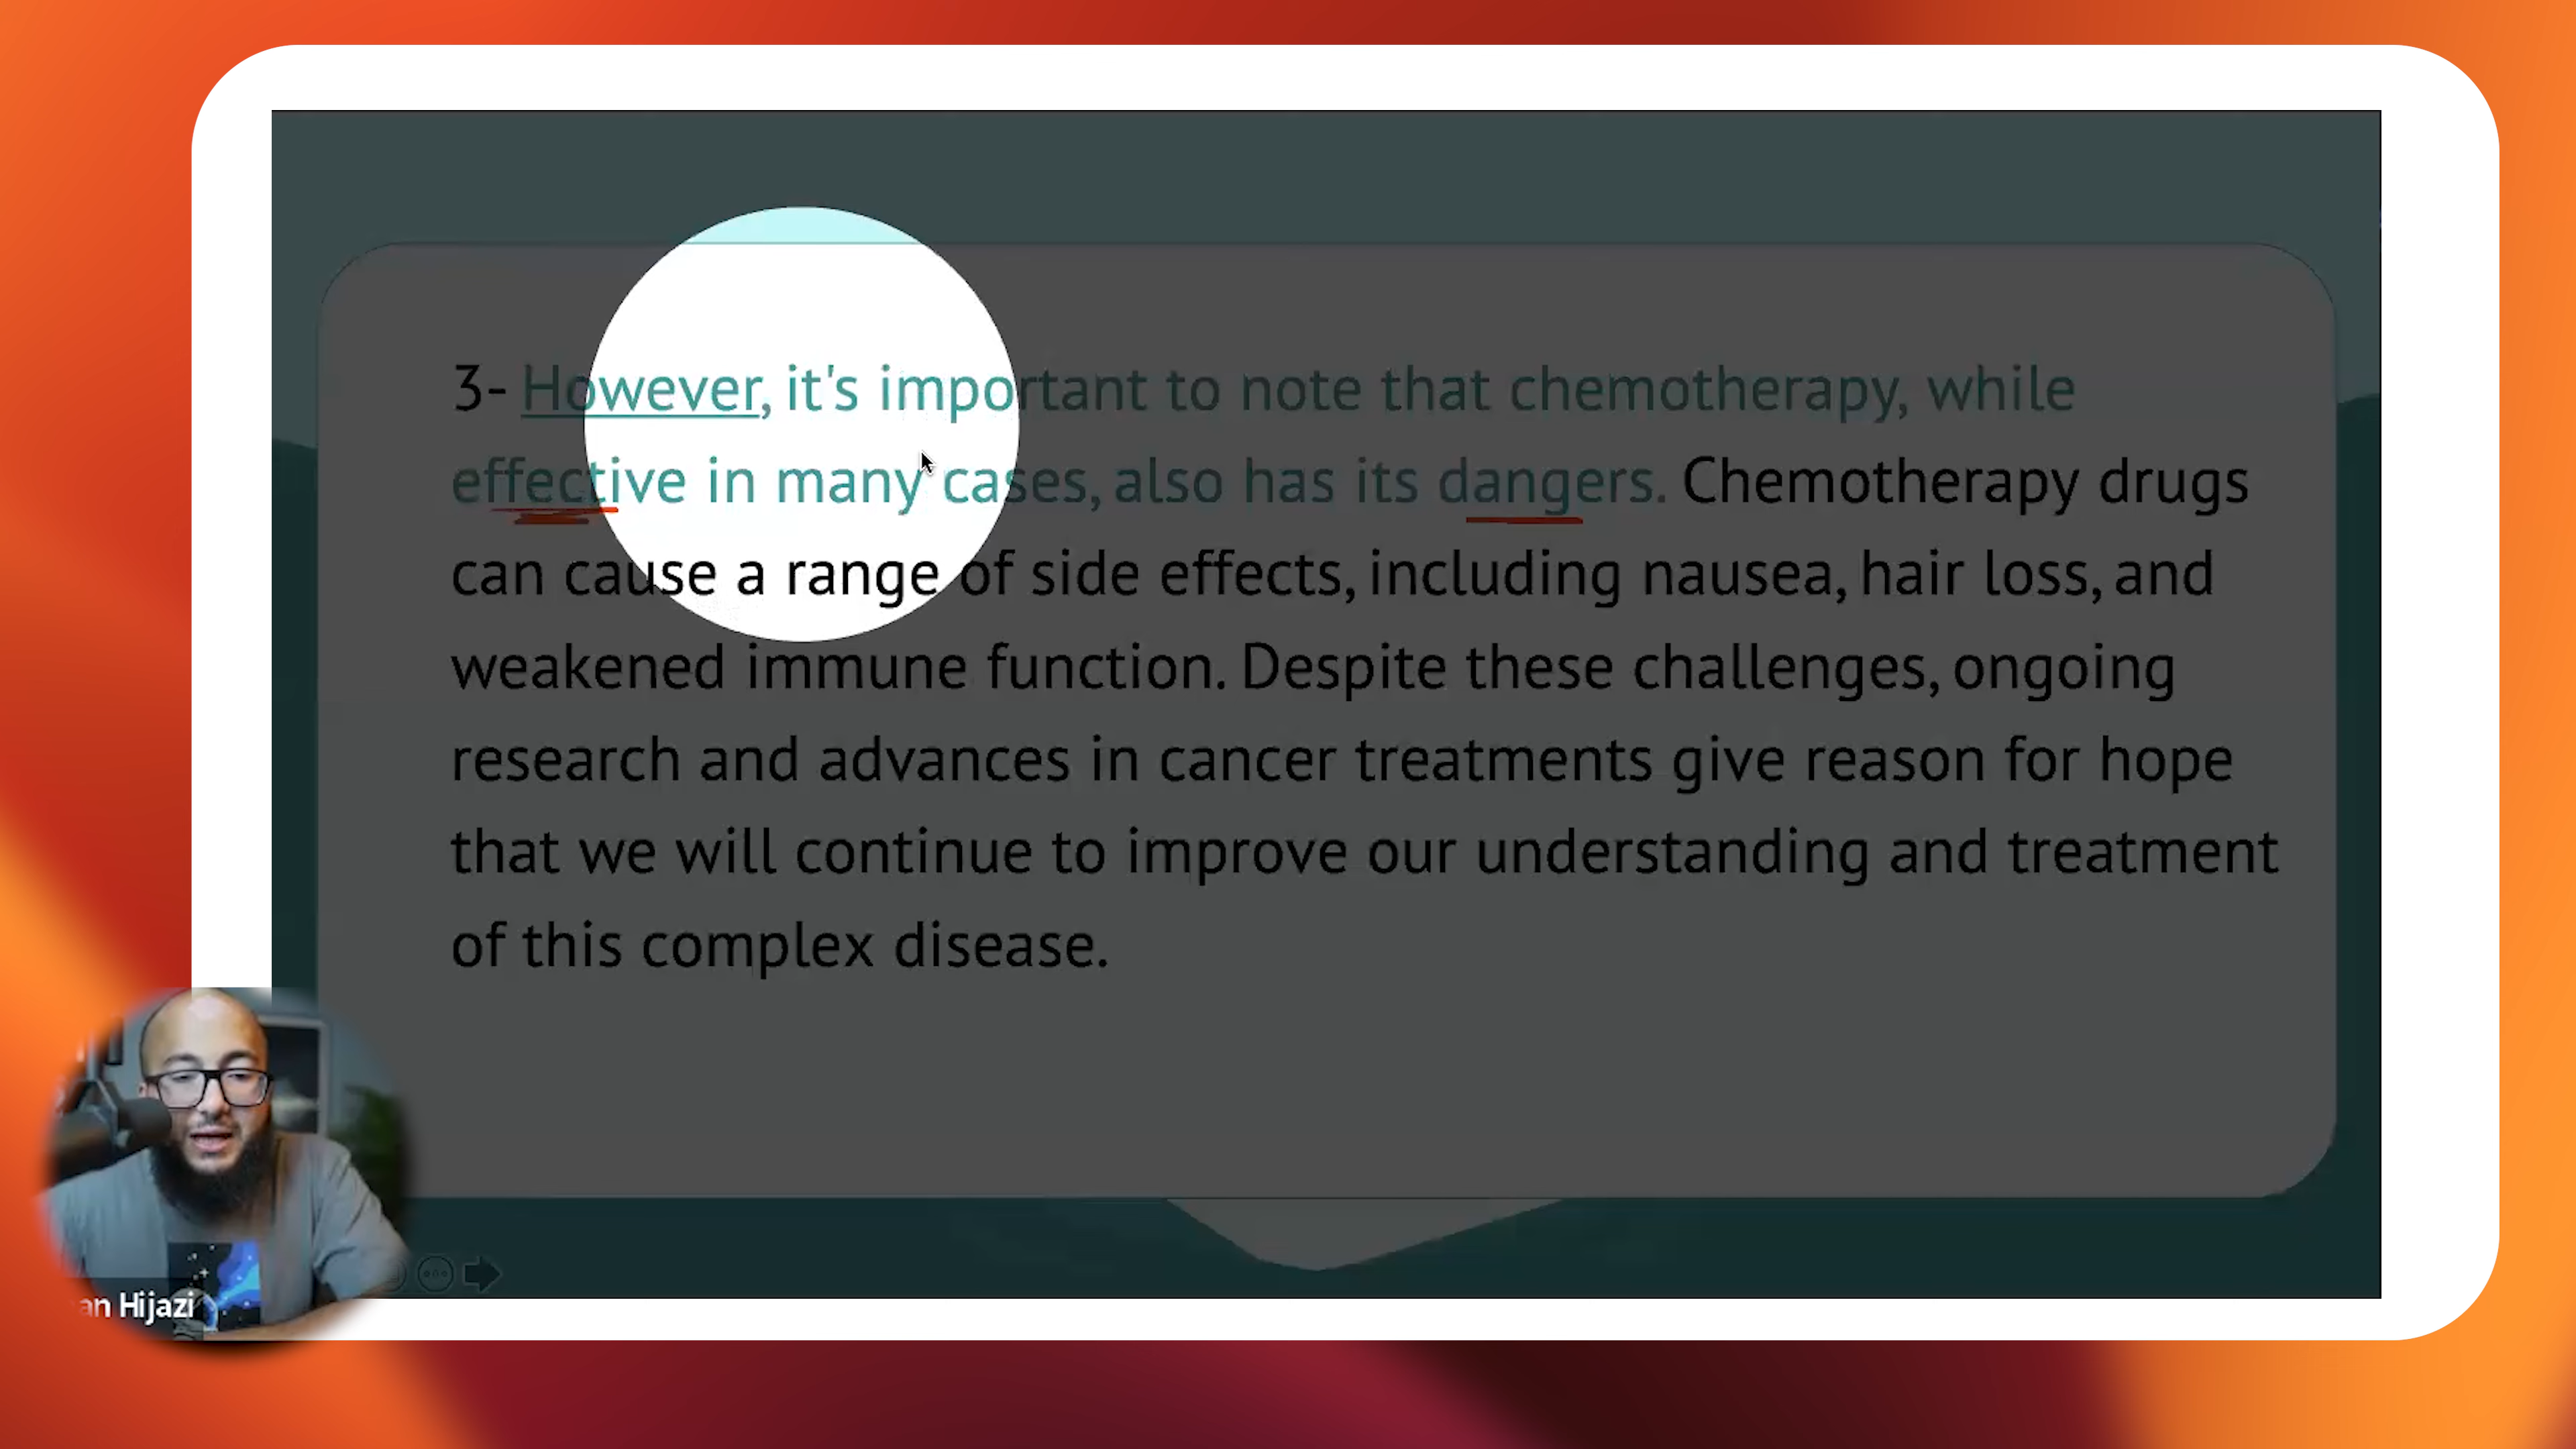 3- However, it's important to note that chemotherapy, while
effective in many cases, also has its dangers. Chemotherapy drugs
can cause a range of side effects, including nausea, hair loss, and
weakened immune function. Despite these challenges, ongoing
research and advances in cancer treatments give reason for hope
that we will continue to improve our understanding and treatment
of this complex disease.
an Hijazi